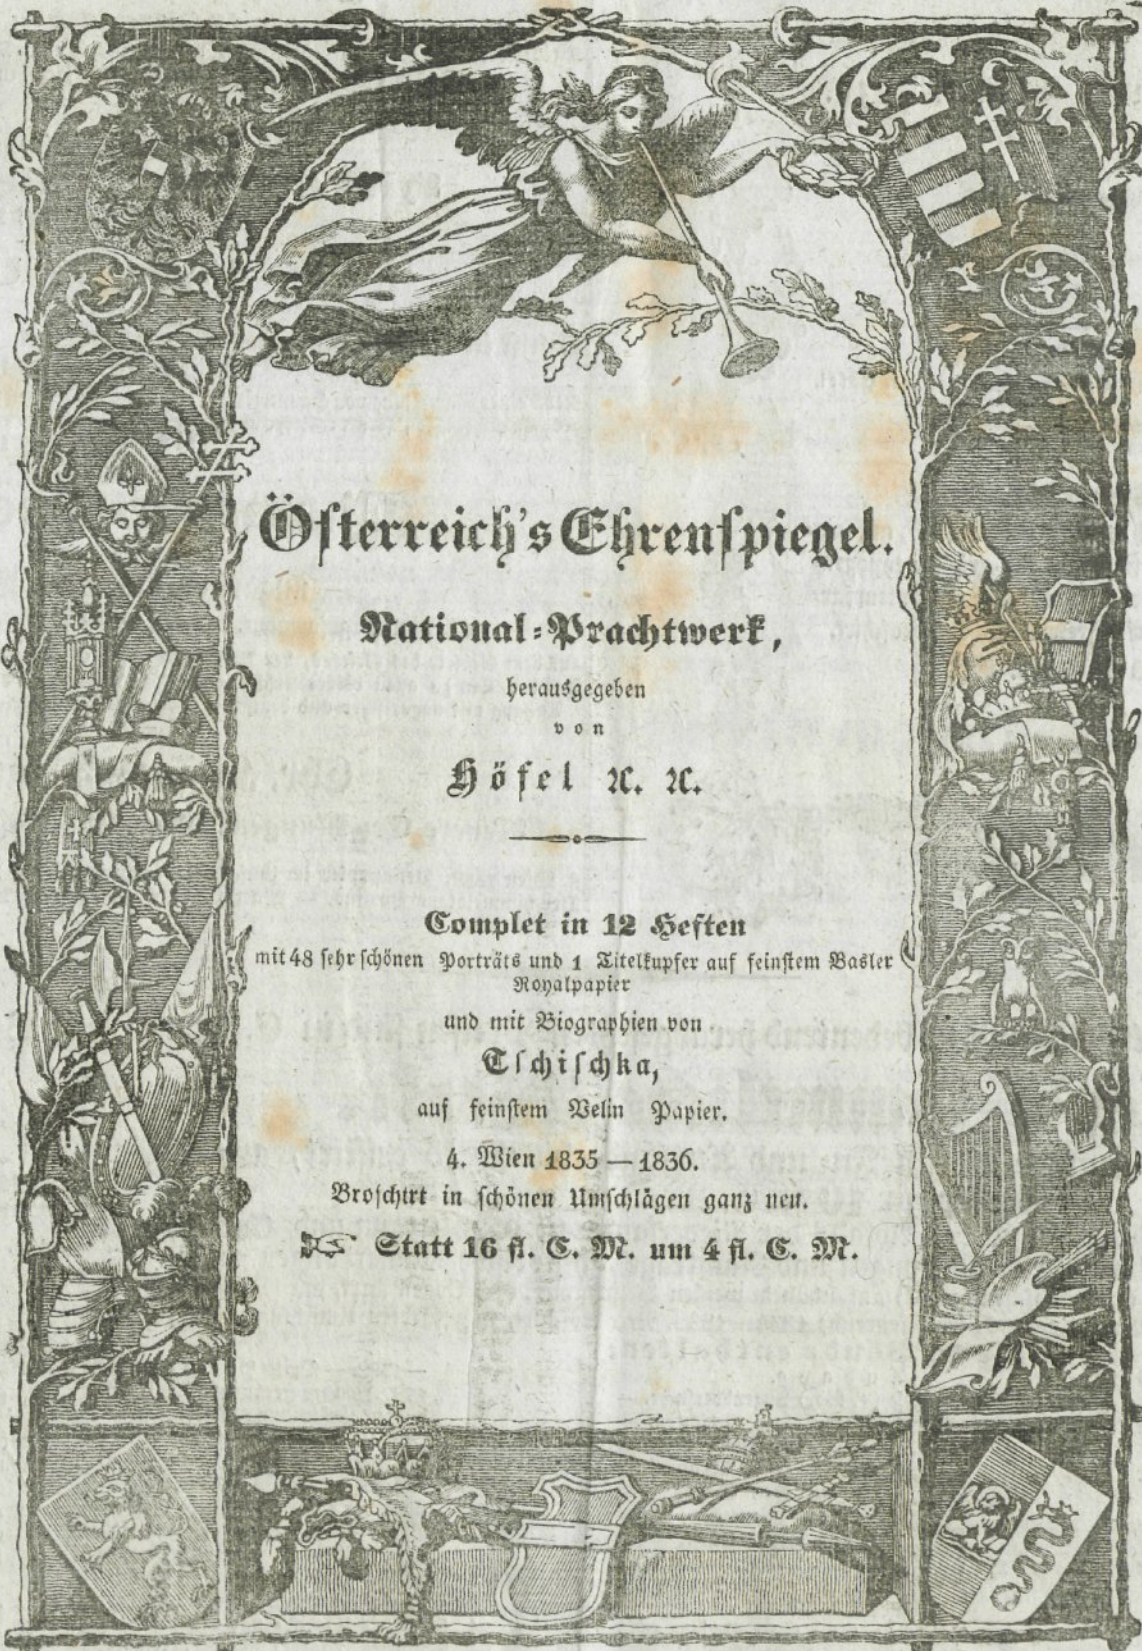 Österreich's Ehrenspiegel.
National-Prachtwerk,
herausgegeben
von
Höfel ꝛc. ꝛc.
Complet in 12 Heften
mit 48 sehr schönen Porträts und 1 Titelkupfer auf feinstem Basler
Royalpapier
und mit Biographien von
Tschischka,
auf feinstem Velin Papier.
4. Wien 1835 — 1836.
Broschirt in schönen Umschlägen ganz neu.
☞ Statt 16 fl. C. M. um 4 fl. C. M.